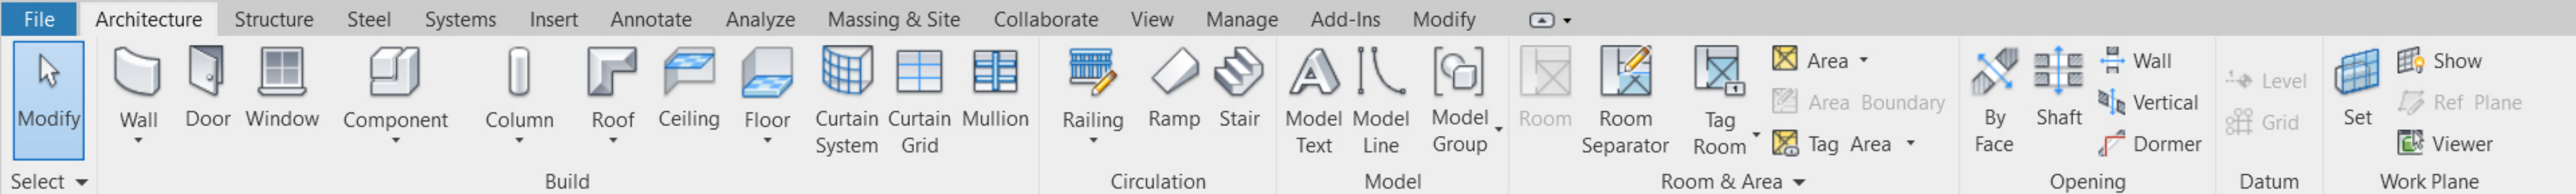 File Architecture Structure Steel Systems Insert Annotate Analyze Massing & Site Collaborate View Manage Add-Ins Modify
Modify
Select
Wall
Door
Window
Component
Column
Roof
Ceiling
Floor
Curtain
System
Curtain
Grid
Mullion
Build
Railing
Ramp
Stair
Circulation
Model
Text
Model
Line
Model
Group
Model
Room
Room
Separator
Tag
Room
Area
Area Boundary
Tag Area
Room & Area
By
Face
Shaft
Wall
Vertical
Dormer
Opening
Level
Grid
Datum
Set
Show
Ref Plane
Viewer
Work Plane